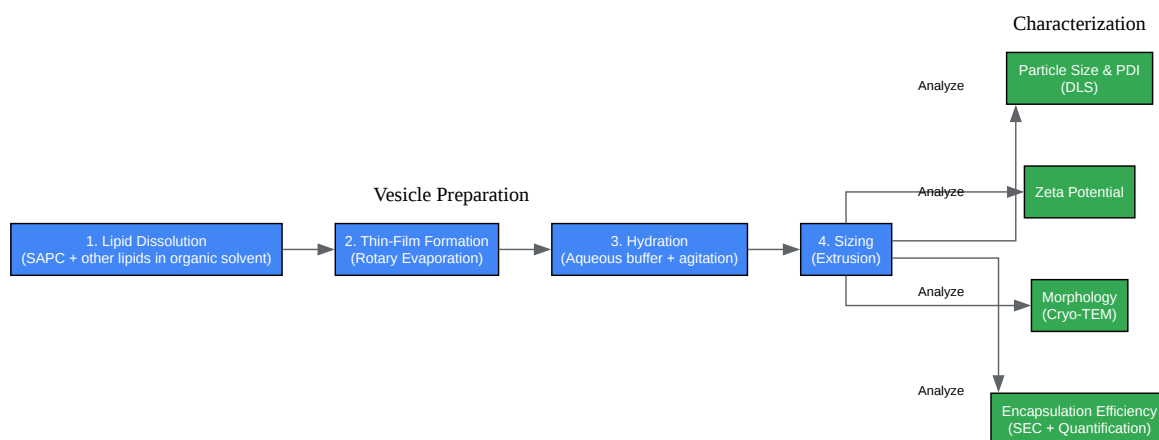 Characterization
Particle Size & PDI
(DLS)
Analyze
Vesicle Preparation
Analyze
Zeta Potential
1. Lipid Dissolution
(SAPC + other lipids in organic solvent)
2. Thin-Film Formation
(Rotary Evaporation)
3. Hydration
(Aqueous buffer + agitation)
4. Sizing
(Extrusion)
Analyze
Morphology
(Cryo-TEM)
Analyze
Encapsulation Efficiency
(SEC + Quantification)